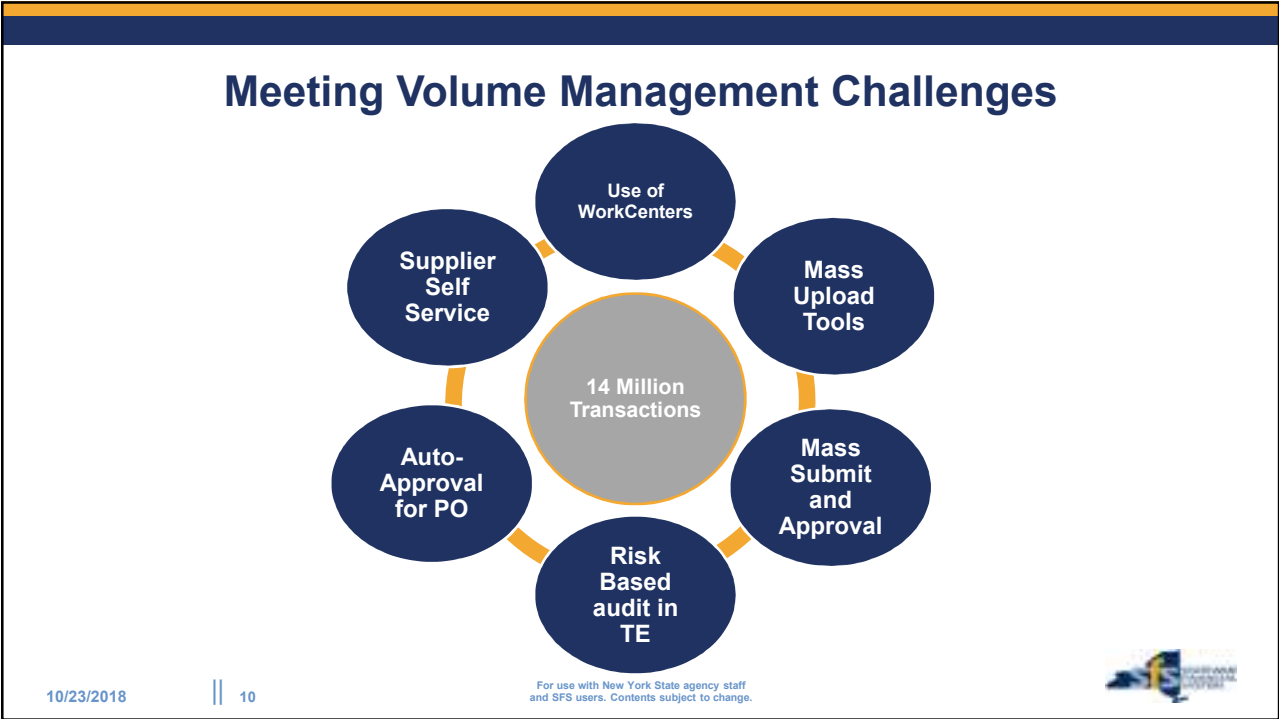 Meeting Volume Management Challenges
Use of
WorkCenters
Mass
Upload
Tools
Mass
Submit
and
Approval
Risk
Based
audit in
TE
Auto-
Approval
for PO
Supplier
Self
Service
14 Million
Transactions
10/23/2018
10
For use with New York State agency staff
and SFS users. Contents subject to change.
sfs